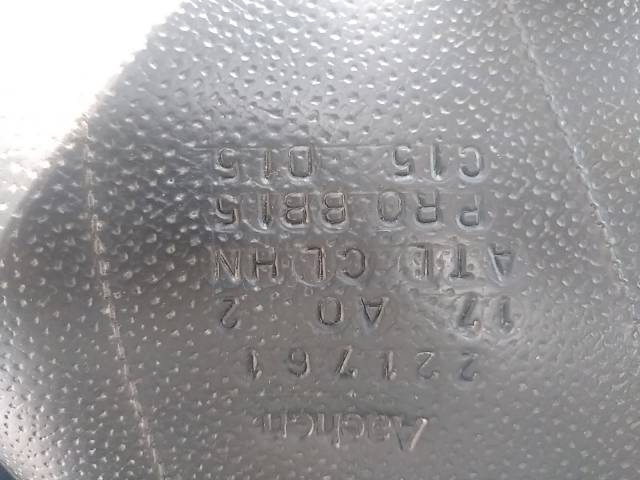 Aachen
221761
17 AO 2
ATE CL HN
PRO BB15
C15 D15